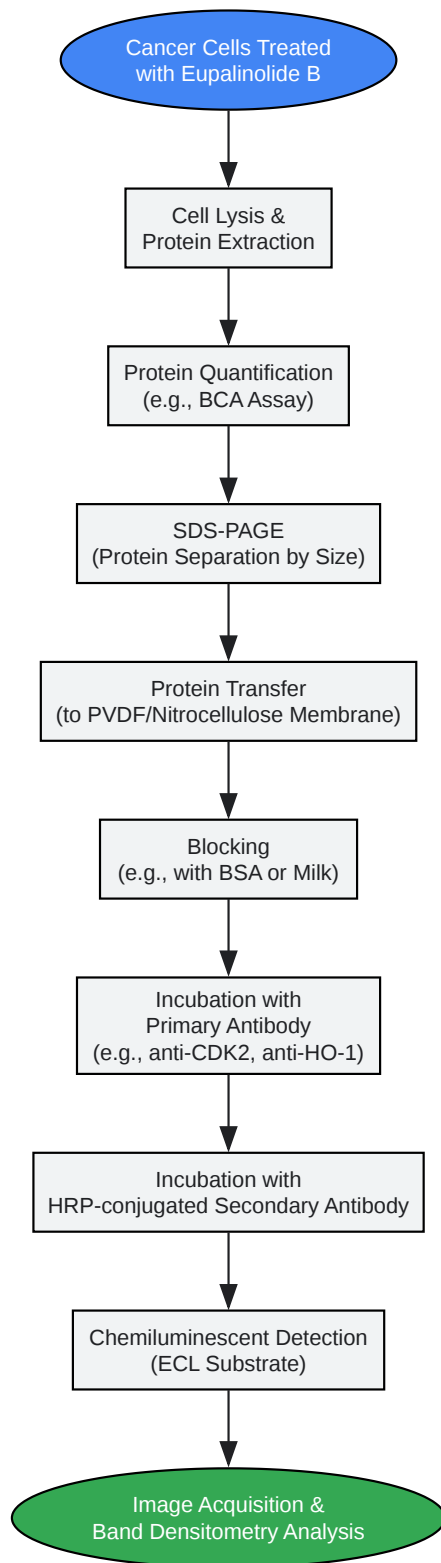 Cancer Cells Treated
with Eupalinolide B
Cell Lysis &
Protein Extraction
Protein Quantification
(e.g., BCA Assay)
SDS-PAGE
(Protein Separation by Size)
Protein Transfer
(to PVDF/Nitrocellulose Membrane)
Blocking
(e.g., with BSA or Milk)
Incubation with
Primary Antibody
(e.g., anti-CDK2, anti-HO-1)
Incubation with
HRP-conjugated Secondary Antibody
Chemiluminescent Detection
(ECL Substrate)
Image Acquisition &
Band Densitometry Analysis